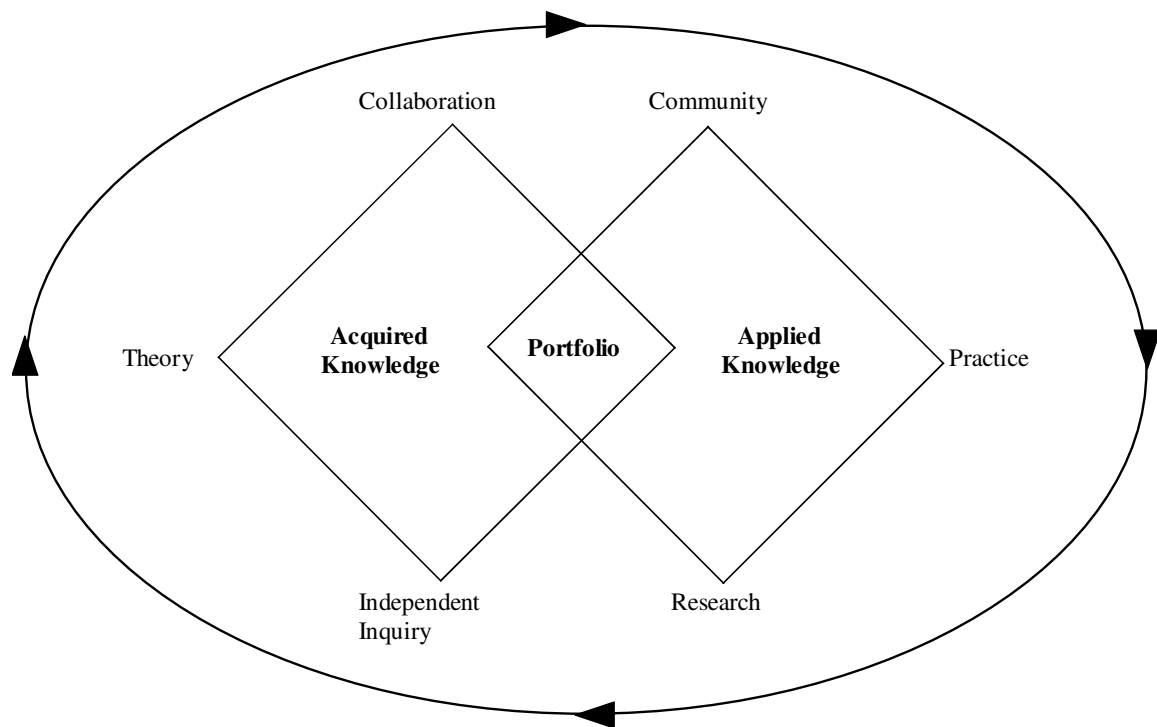 Collaboration
Community
Theory
Acquired
Knowledge
Portfolio
Applied
Knowledge
Practice
Independent
Inquiry
Research